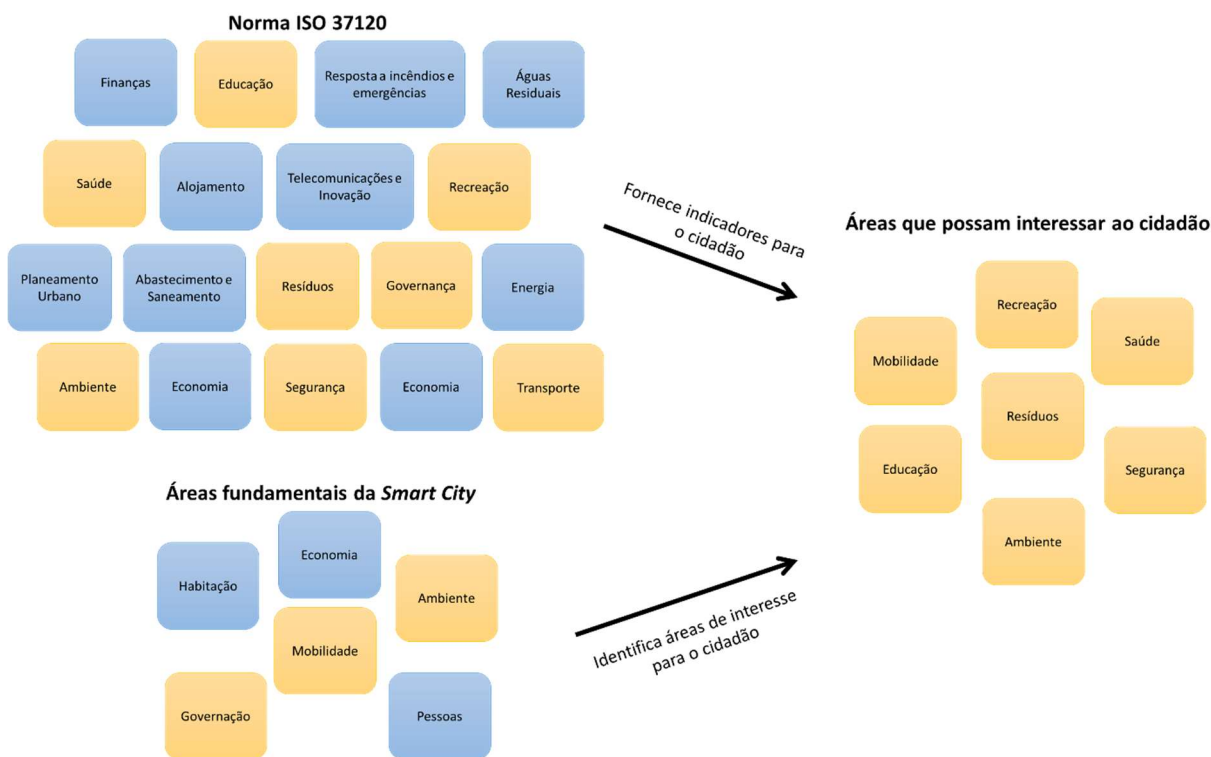 Norma ISO 37120
Finanças
Educação
Resposta a incêndios e
emergências
Águas
Residuais
Saúde
Alojamento
Telecomunicações e
Inovação
Recreação
Planeamento
Urbano
Abastecimento e
Saneamento
Resíduos
Governança
Energia
Ambiente
Economia
Segurança
Economia
Transporte
Fornece indicadores para
o cidadão
Áreas fundamentais da Smart City
Economia
Habitação
Ambiente
Mobilidade
Governação
Pessoas
Identifica áreas de interesse
para o cidadão
Áreas que possam interessar ao cidadão
Recreação
Mobilidade
Saúde
Resíduos
Educação
Segurança
Ambiente